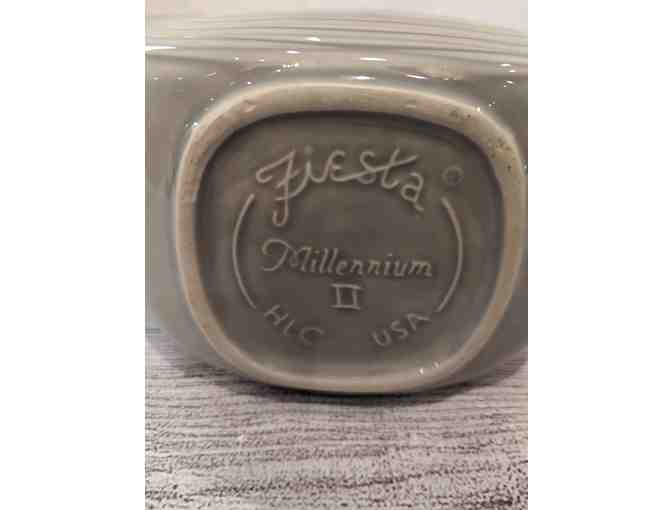 Fiesta ®
Millennium
II
HLC USA